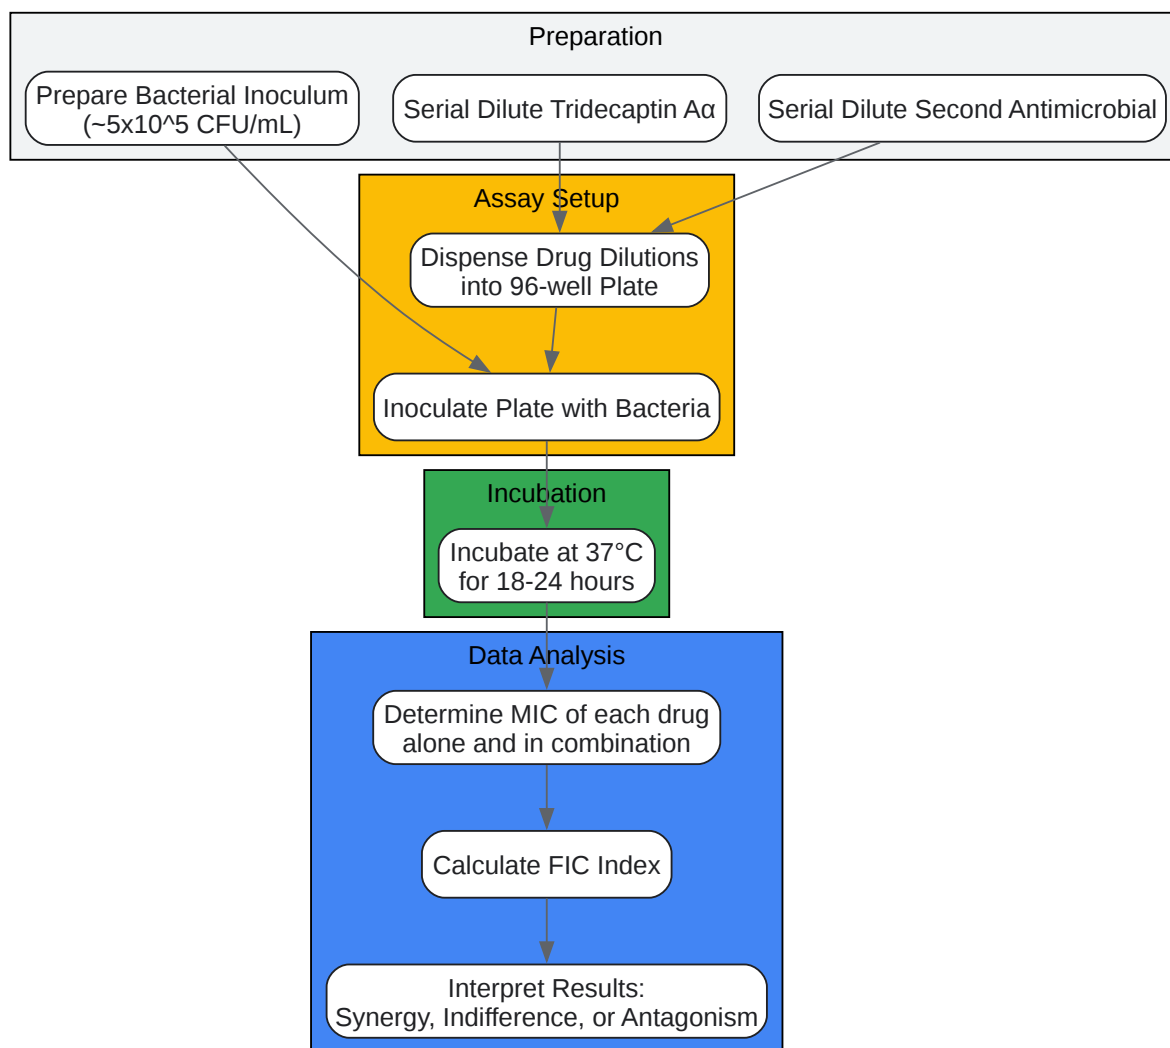 Preparation
Prepare Bacterial Inoculum
(~5x10^5 CFU/mL)
Serial Dilute Tridecaptin Aα
Serial Dilute Second Antimicrobial
Assay Setup
Dispense Drug Dilutions
into 96-well Plate
Inoculate Plate with Bacteria
Incubation
Incubate at 37°C
for 18-24 hours
Data Analysis
Determine MIC of each drug
alone and in combination
Calculate FIC Index
Interpret Results:
Synergy, Indifference, or Antagonism